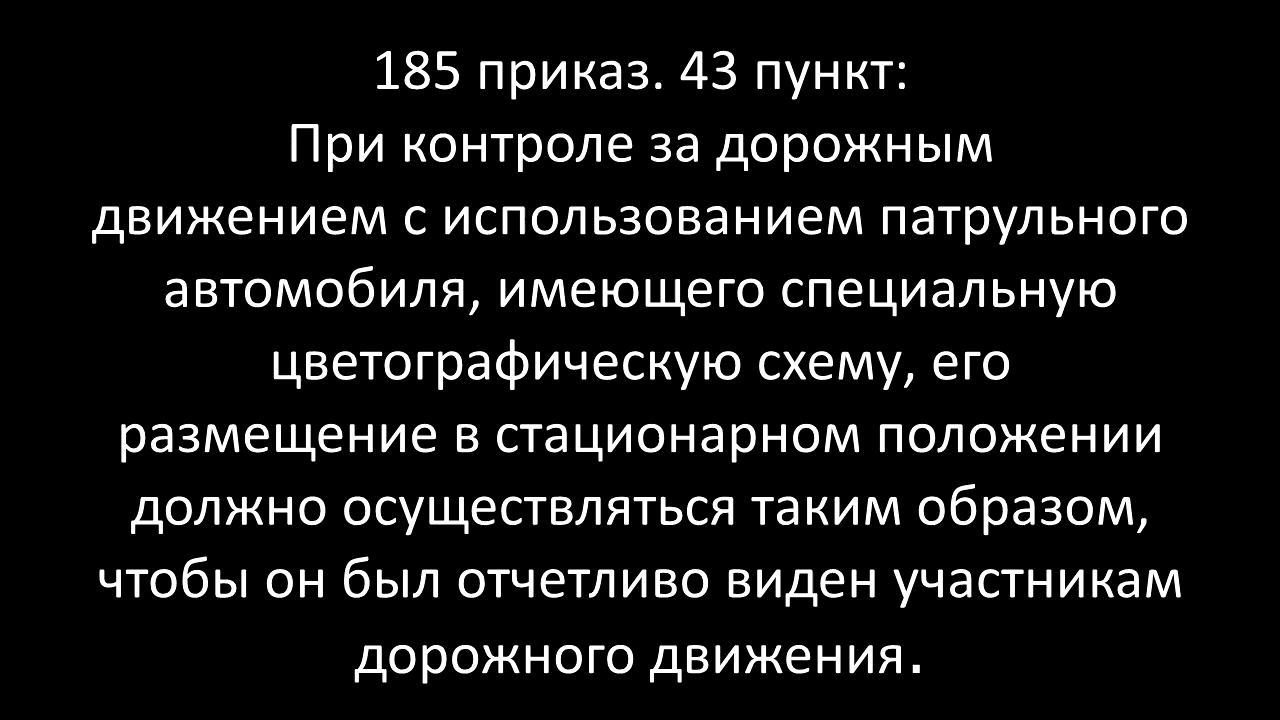 185 приказ. 43 пункт:
При контроле за дорожным
движением с использованием патрульного
автомобиля, имеющего специальную
цветографическую схему, его
размещение в стационарном положении
должно осуществляться таким образом,
чтобы он был отчетливо виден участникам
дорожного движения.